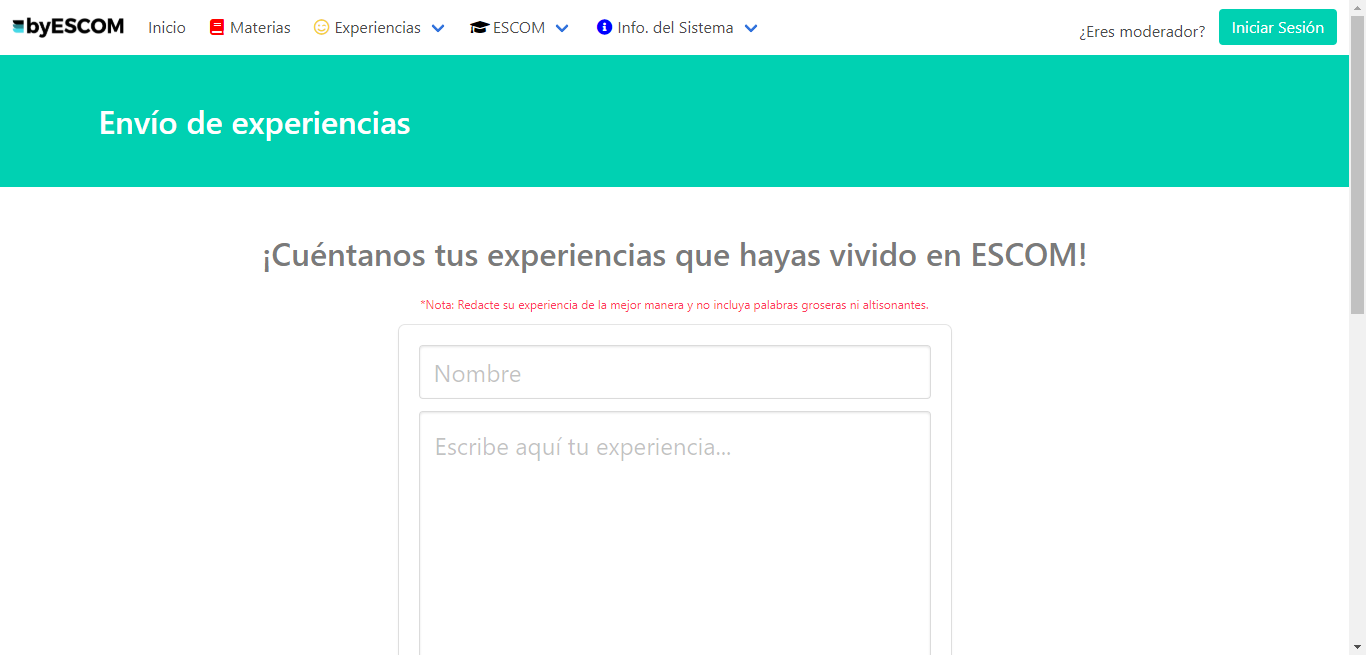 byESCOM Inicio Materias Experiencias ESCOM Info. del Sistema ¿Eres moderador? Iniciar Sesión
Envío de experiencias
¡Cuéntanos tus experiencias que hayas vivido en ESCOM!
*Nota: Redacte su experiencia de la mejor manera y no incluya palabras groseras ni altisonantes.
Nombre
Escribe aquí tu experiencia...